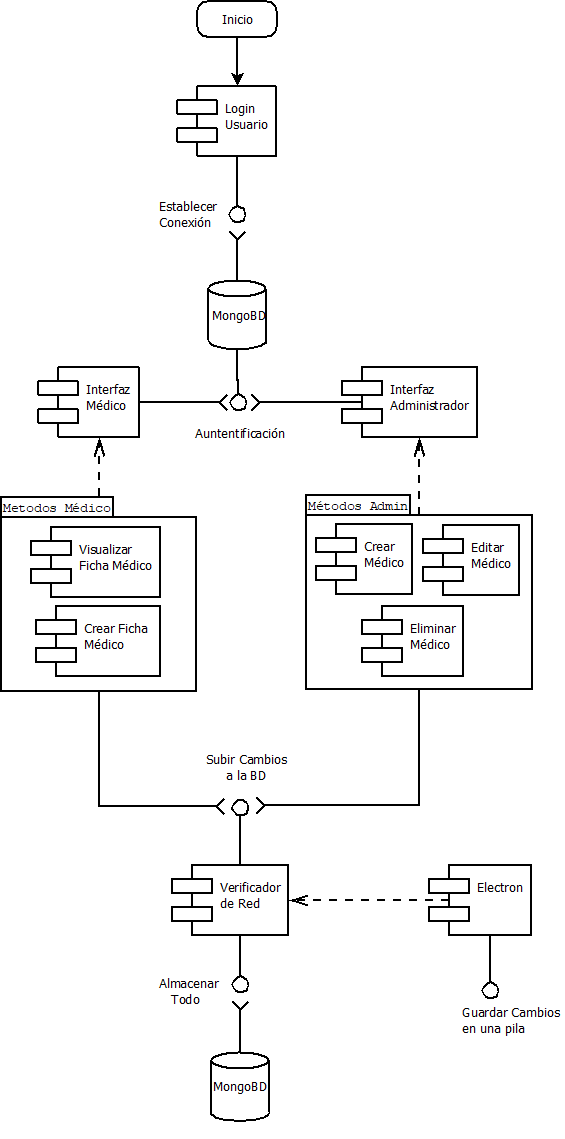 Inicio
Login
Usuario
Establecer
Conexión
MongoBD
Interfaz
Médico
Interfaz
Administrador
Auntentificación
Metodos Médico
Métodos Admin
Visualizar
Ficha Médico
Crear
Médico
Editar
Médico
Crear Ficha
Médico
Eliminar
Médico
Subir Cambios
a la BD
Verificador
de Red
Electron
Almacenar
Todo
Guardar Cambios
en una pila
MongoBD